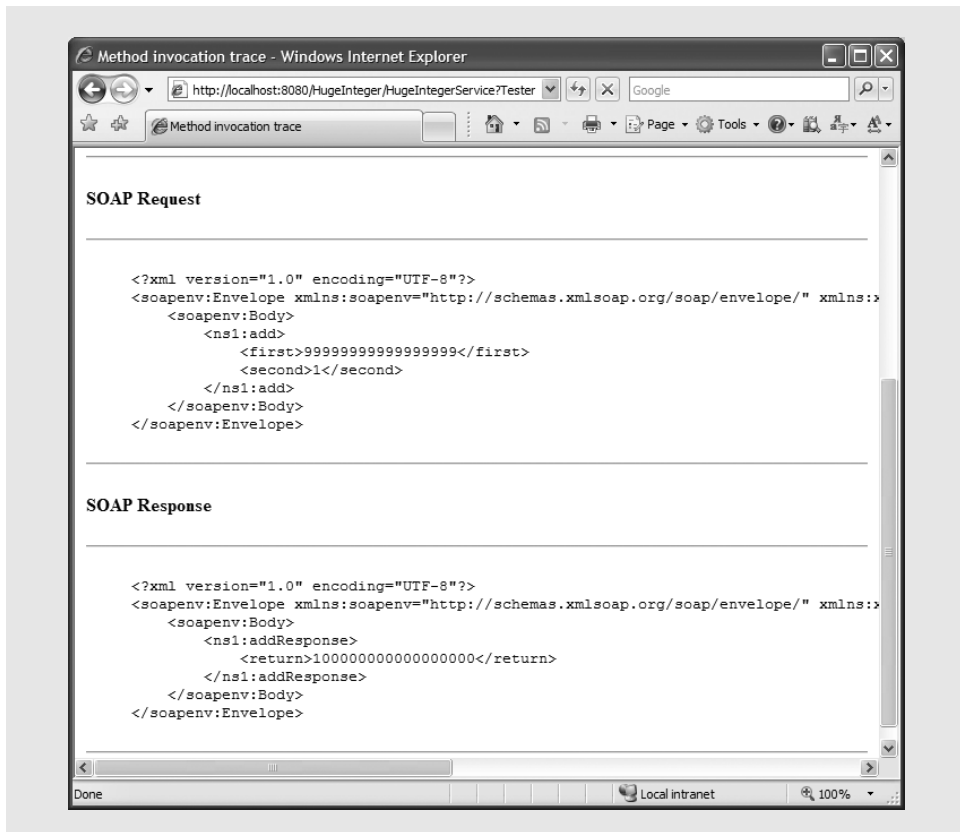 Method invocation trace - Windows Internet Explorer
http://localhost:8080/HugeInteger/HugeIntegerService?Tester
Google
Method invocation trace
Page
Tools
SOAP Request
<?xml version="1.0" encoding="UTF-8"?>
<soapenv:Envelope xmlns:soapenv="http://schemas.xmlsoap.org/soap/envelope/" xmlns:x
<soapenv:Body>
<ns1:add>
<first>99999999999999999</first>
<second>1</second>
</ns1:add>
</soapenv:Body>
</soapenv:Envelope>
SOAP Response
<?xml version="1.0" encoding="UTF-8"?>
<soapenv:Envelope xmlns:soapenv="http://schemas.xmlsoap.org/soap/envelope/" xmlns:x
<soapenv:Body>
<ns1:addResponse>
<return>100000000000000000</return>
</ns1:addResponse>
</soapenv:Body>
</soapenv:Envelope>
Done
Local intranet
100%